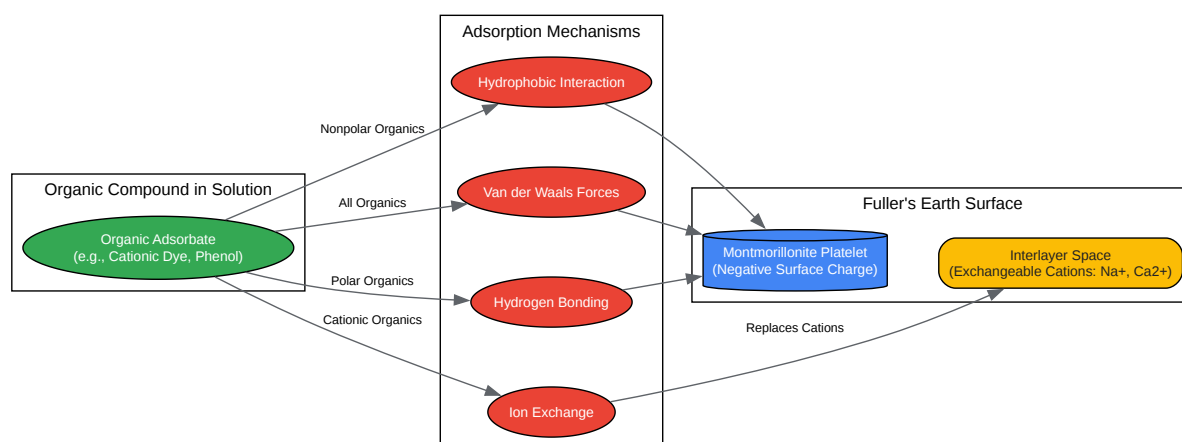 Adsorption Mechanisms
Hydrophobic Interaction
Nonpolar Organics
Organic Compound in Solution
Van der Waals Forces
All Organics
Fuller's Earth Surface
Organic Adsorbate
(e.g., Cationic Dye, Phenol)
Montmorillonite Platelet
(Negative Surface Charge)
Interlayer Space
(Exchangeable Cations: Na+, Ca2+)
Polar Organics
Hydrogen Bonding
Cationic Organics
Replaces Cations
Ion Exchange